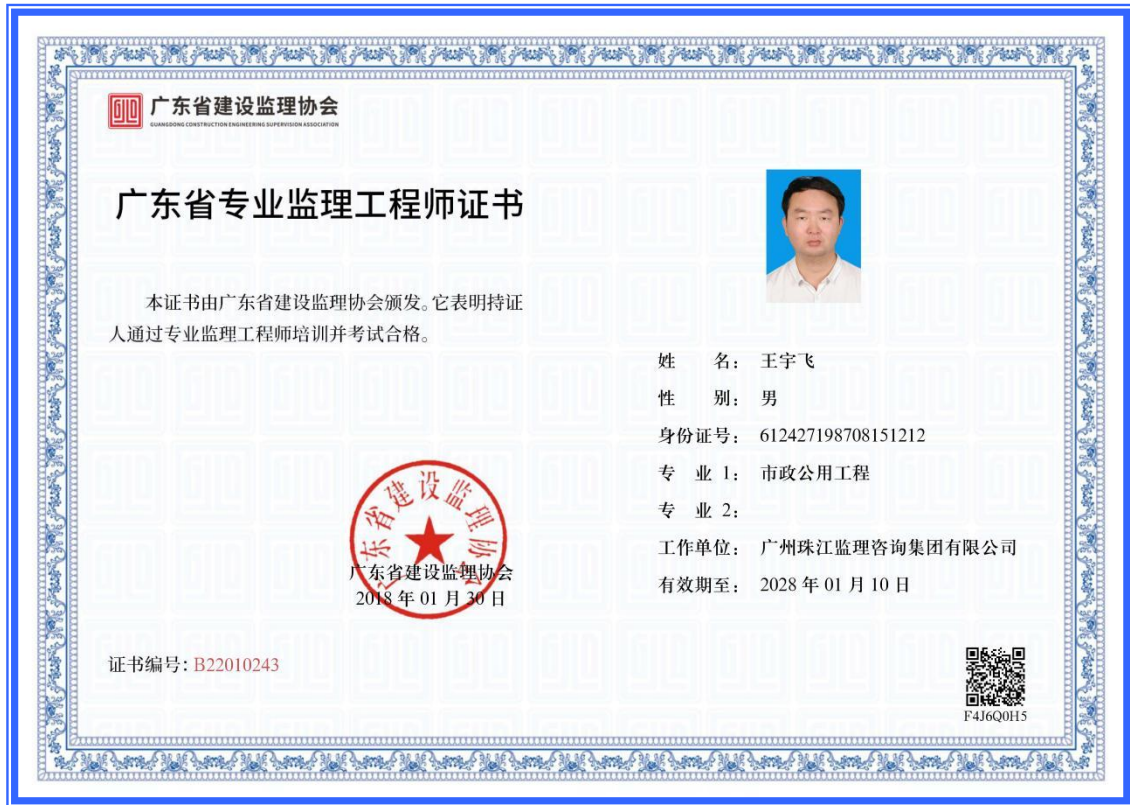 广东省建设监理协会
GUANGDONG CONSTRUCTION ENGINEERING SUPERVISION ASSOCIATION
广东省专业监理工程师证书
本证书由广东省建设监理协会颁发。它表明持证
人通过专业监理工程师培训并考试合格。
姓 名: 王宇飞
性 别: 男
身份证号: 612427198708151212
专 业 1: 市政公用工程
专 业 2:
工作单位: 广州珠江监理咨询集团有限公司
有效期至: 2028 年 01 月 10 日
广东省建设监理协会
广东省建设监理协会
2018 年 01 月 30 日
证书编号: B22010243
F4J6Q0H5